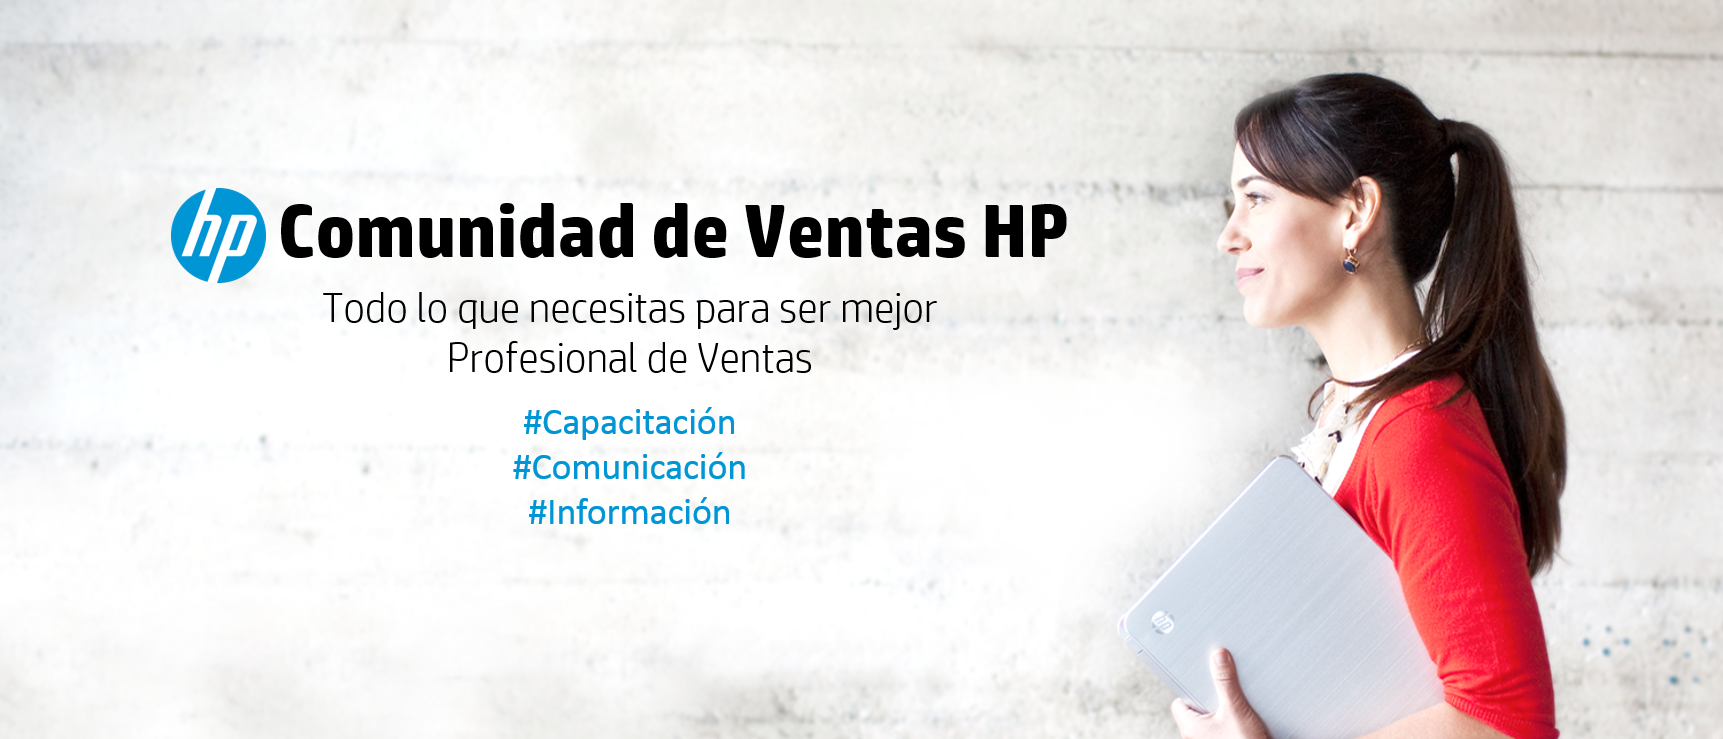 hp Comunidad de Ventas HP
Todo lo que necesitas para ser mejor
Profesional de Ventas
#Capacitación
#Comunicación
#Información
hp